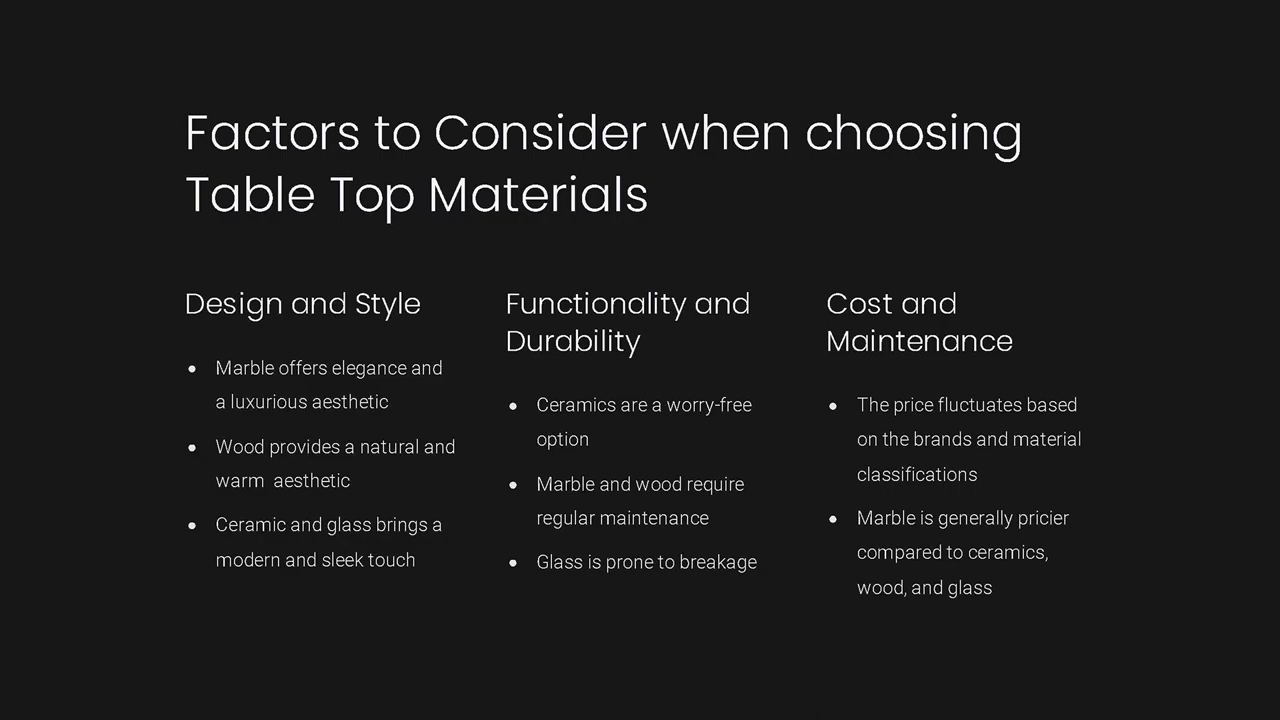 Factors to Consider when choosing
Table Top Materials
Design and Style
• Marble offers elegance and
a luxurious aesthetic
• Wood provides a natural and
warm  aesthetic
• Ceramic and glass brings a
modern and sleek touch
Functionality and
Durability
• Ceramics are a worry-free
option
• Marble and wood require
regular maintenance
• Glass is prone to breakage
Cost and
Maintenance
• The price fluctuates based
on the brands and material
classifications
• Marble is generally pricier
compared to ceramics,
wood, and glass